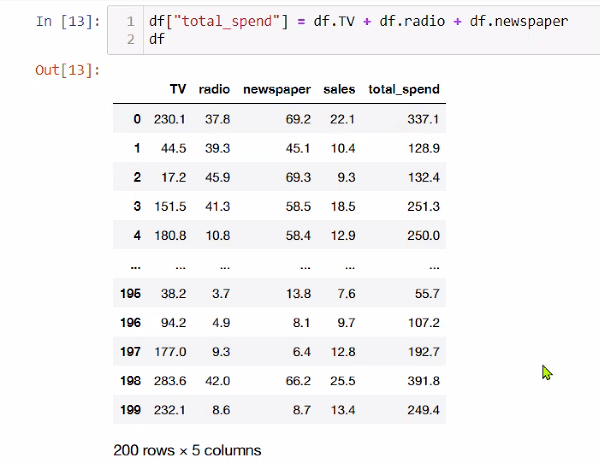 In [13]:
1 df["total_spend"] = df.TV + df.radio + df.newspaper
2 df
Out[13]:
TV radio newspaper sales total_spend
0 230.1 37.8 69.2 22.1 337.1
1 44.5 39.3 45.1 10.4 128.9
2 17.2 45.9 69.3 9.3 132.4
3 151.5 41.3 58.5 18.5 251.3
4 180.8 10.8 58.4 12.9 250.0
... ... ... ... ... ...
195 38.2 3.7 13.8 7.6 55.7
196 94.2 4.9 8.1 9.7 107.2
197 177.0 9.3 6.4 12.8 192.7
198 283.6 42.0 66.2 25.5 391.8
199 232.1 8.6 8.7 13.4 249.4
200 rows × 5 columns